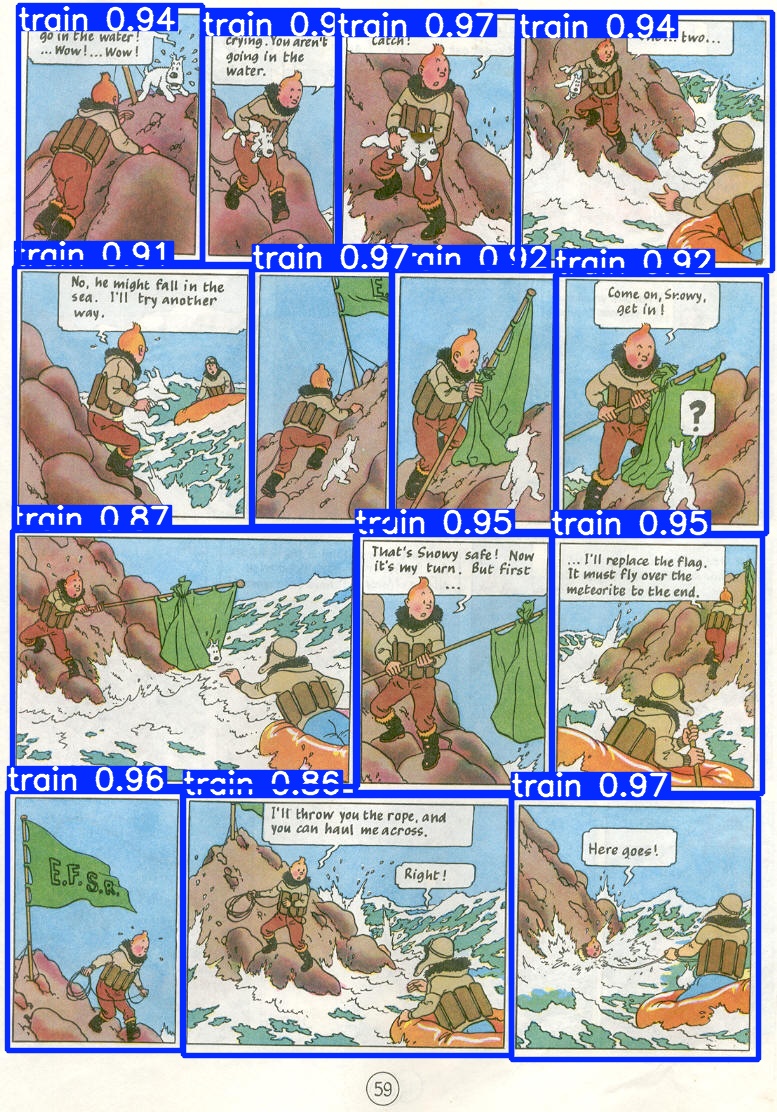 train 0.94
go in the water!
...Wow!...Wow!
train 0.9
crying. You aren't
going in the
water.
train 0.97
Catch!
train 0.94
two...
train 0.91
No, he might fall in the
sea. I'll try another
way.
train 0.97
E.
train 0.92
train 0.92
Come on, Snowy,
get in!
?
train 0.87
train 0.95
That's Snowy safe! Now
it's my turn. But first
...
train 0.95
...I'll replace the flag.
It must fly over the
meteorite to the end.
train 0.96
E.F.S.R.
train 0.86
I'll throw you the rope, and
you can haul me across.
Right!
train 0.97
Here goes!
59